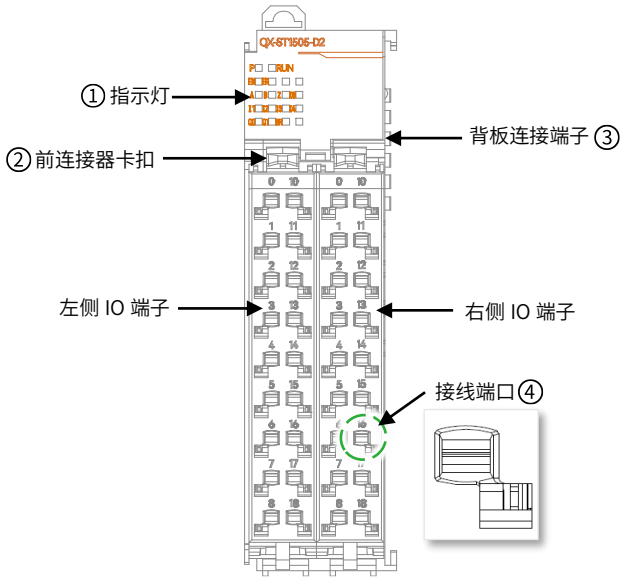 QX-ST1505-D2
P RUN
A B Z
① 指示灯
背板连接端子 ③
② 前连接器卡扣
0 10 0 10
1 11 1 11
2 12 2 12
左侧 IO 端子
3 13 3 13
右侧 IO 端子
4 14 4 14
5 15 5 15
接线端口 ④
6 16 6 16
7 17 7 17
8 18 8 18